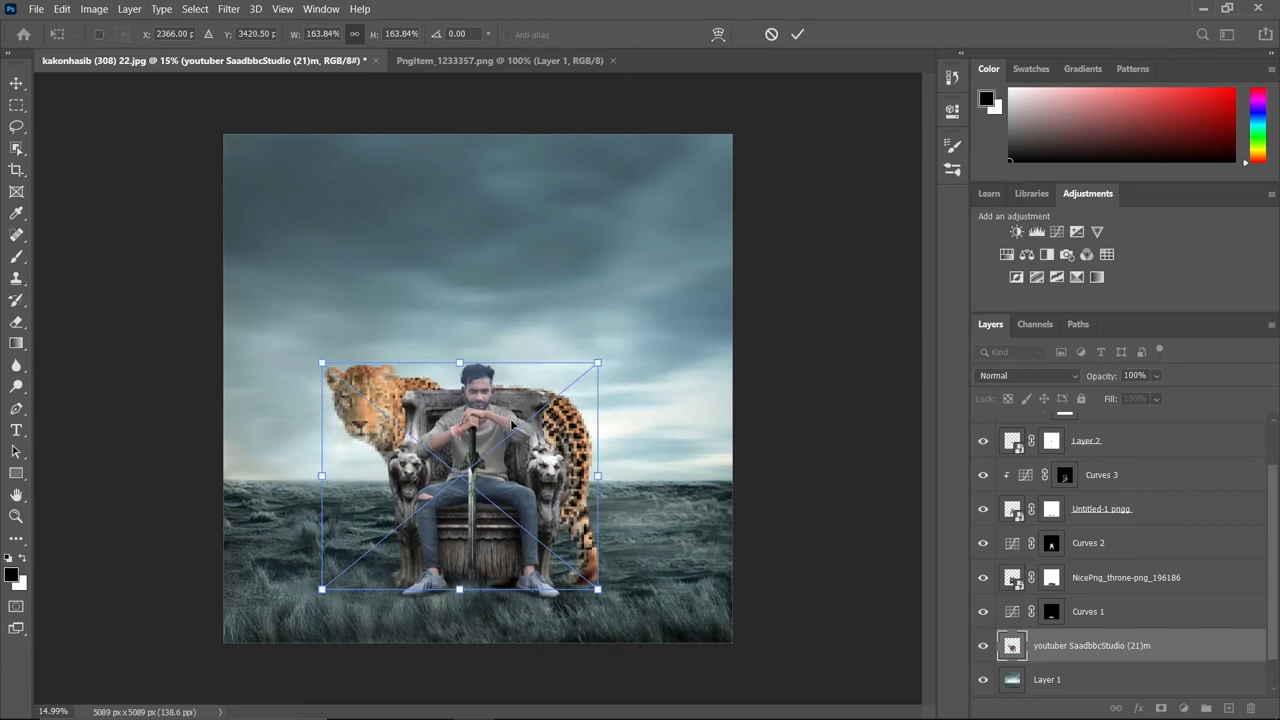 Ps File Edit Image Layer Type Select Filter 3D View Window Help
X: 2366.00 p Y: 3420.50 p W: 163.84% H: 163.84% 0.00 ° Anti-alias
kakonhasib (308) 22.jpg @ 15% (youtuber SaadbbcStudio (21)m, RGB/8#) * × PngItem_1233357.png @ 100% (Layer 1, RGB/8) ×
Color Swatches Gradients Patterns
Learn Libraries Adjustments
Add an adjustment
Layers Channels Paths
Kind
Normal Opacity: 100%
Lock: Fill: 100%
Layer 2
Curves 3
Untitled-1 pngg
Curves 2
NicePng_throne-png_196186
Curves 1
youtuber SaadbbcStudio (21)m
Layer 1
14.99% 5089 px x 5089 px (138.6 ppi)